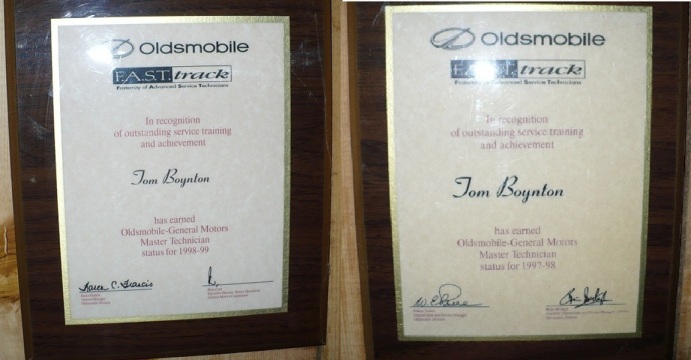 Oldsmobile
F.A.S.T. track
Fraternity of Advanced Service Technicians
In recognition
of outstanding service training
and achievement
Tom Boynton
has earned
Oldsmobile-General Motors
Master Technician
status for 1998-99
Karen C. Francis
Oldsmobile
F.A.S.T. track
Fraternity of Advanced Service Technicians
In recognition
of outstanding service training
and achievement
Tom Boynton
has earned
Oldsmobile-General Motors
Master Technician
status for 1997-98